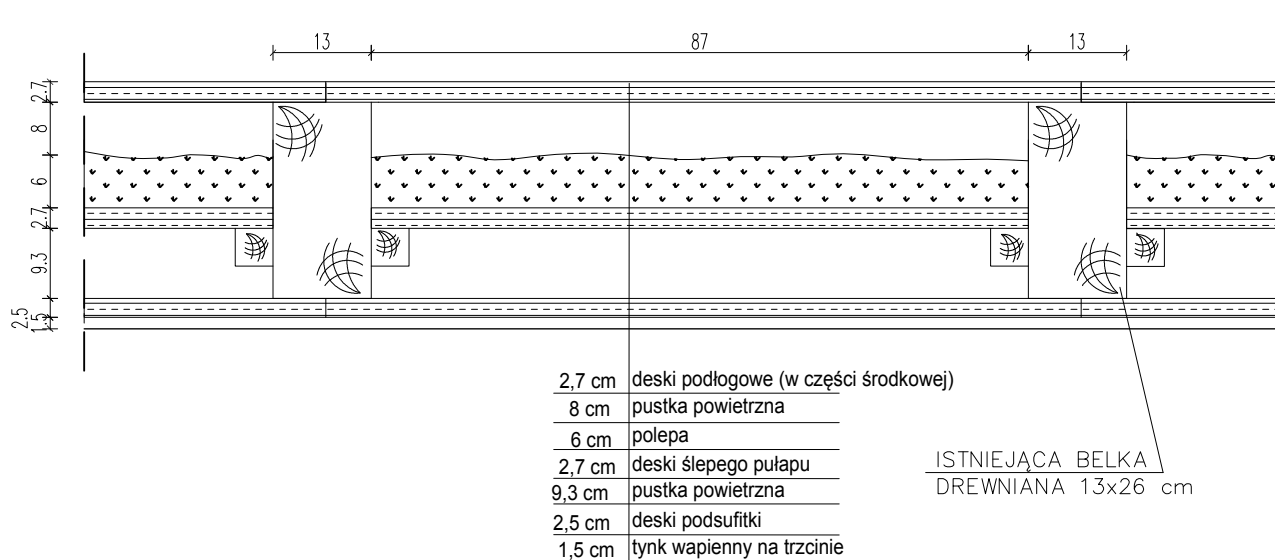 13 87 13
2.7
8
6
2.7
9.3
2.5
1.5
2,7 cm deski podłogowe (w części środkowej)
8 cm pustka powietrzna
6 cm polepa
2,7 cm deski ślepego pułapu
9,3 cm pustka powietrzna
2,5 cm deski podsufitki
1,5 cm tynk wapienny na trzcinie
ISTNIEJĄCA BELKA
DREWNIANA 13x26 cm